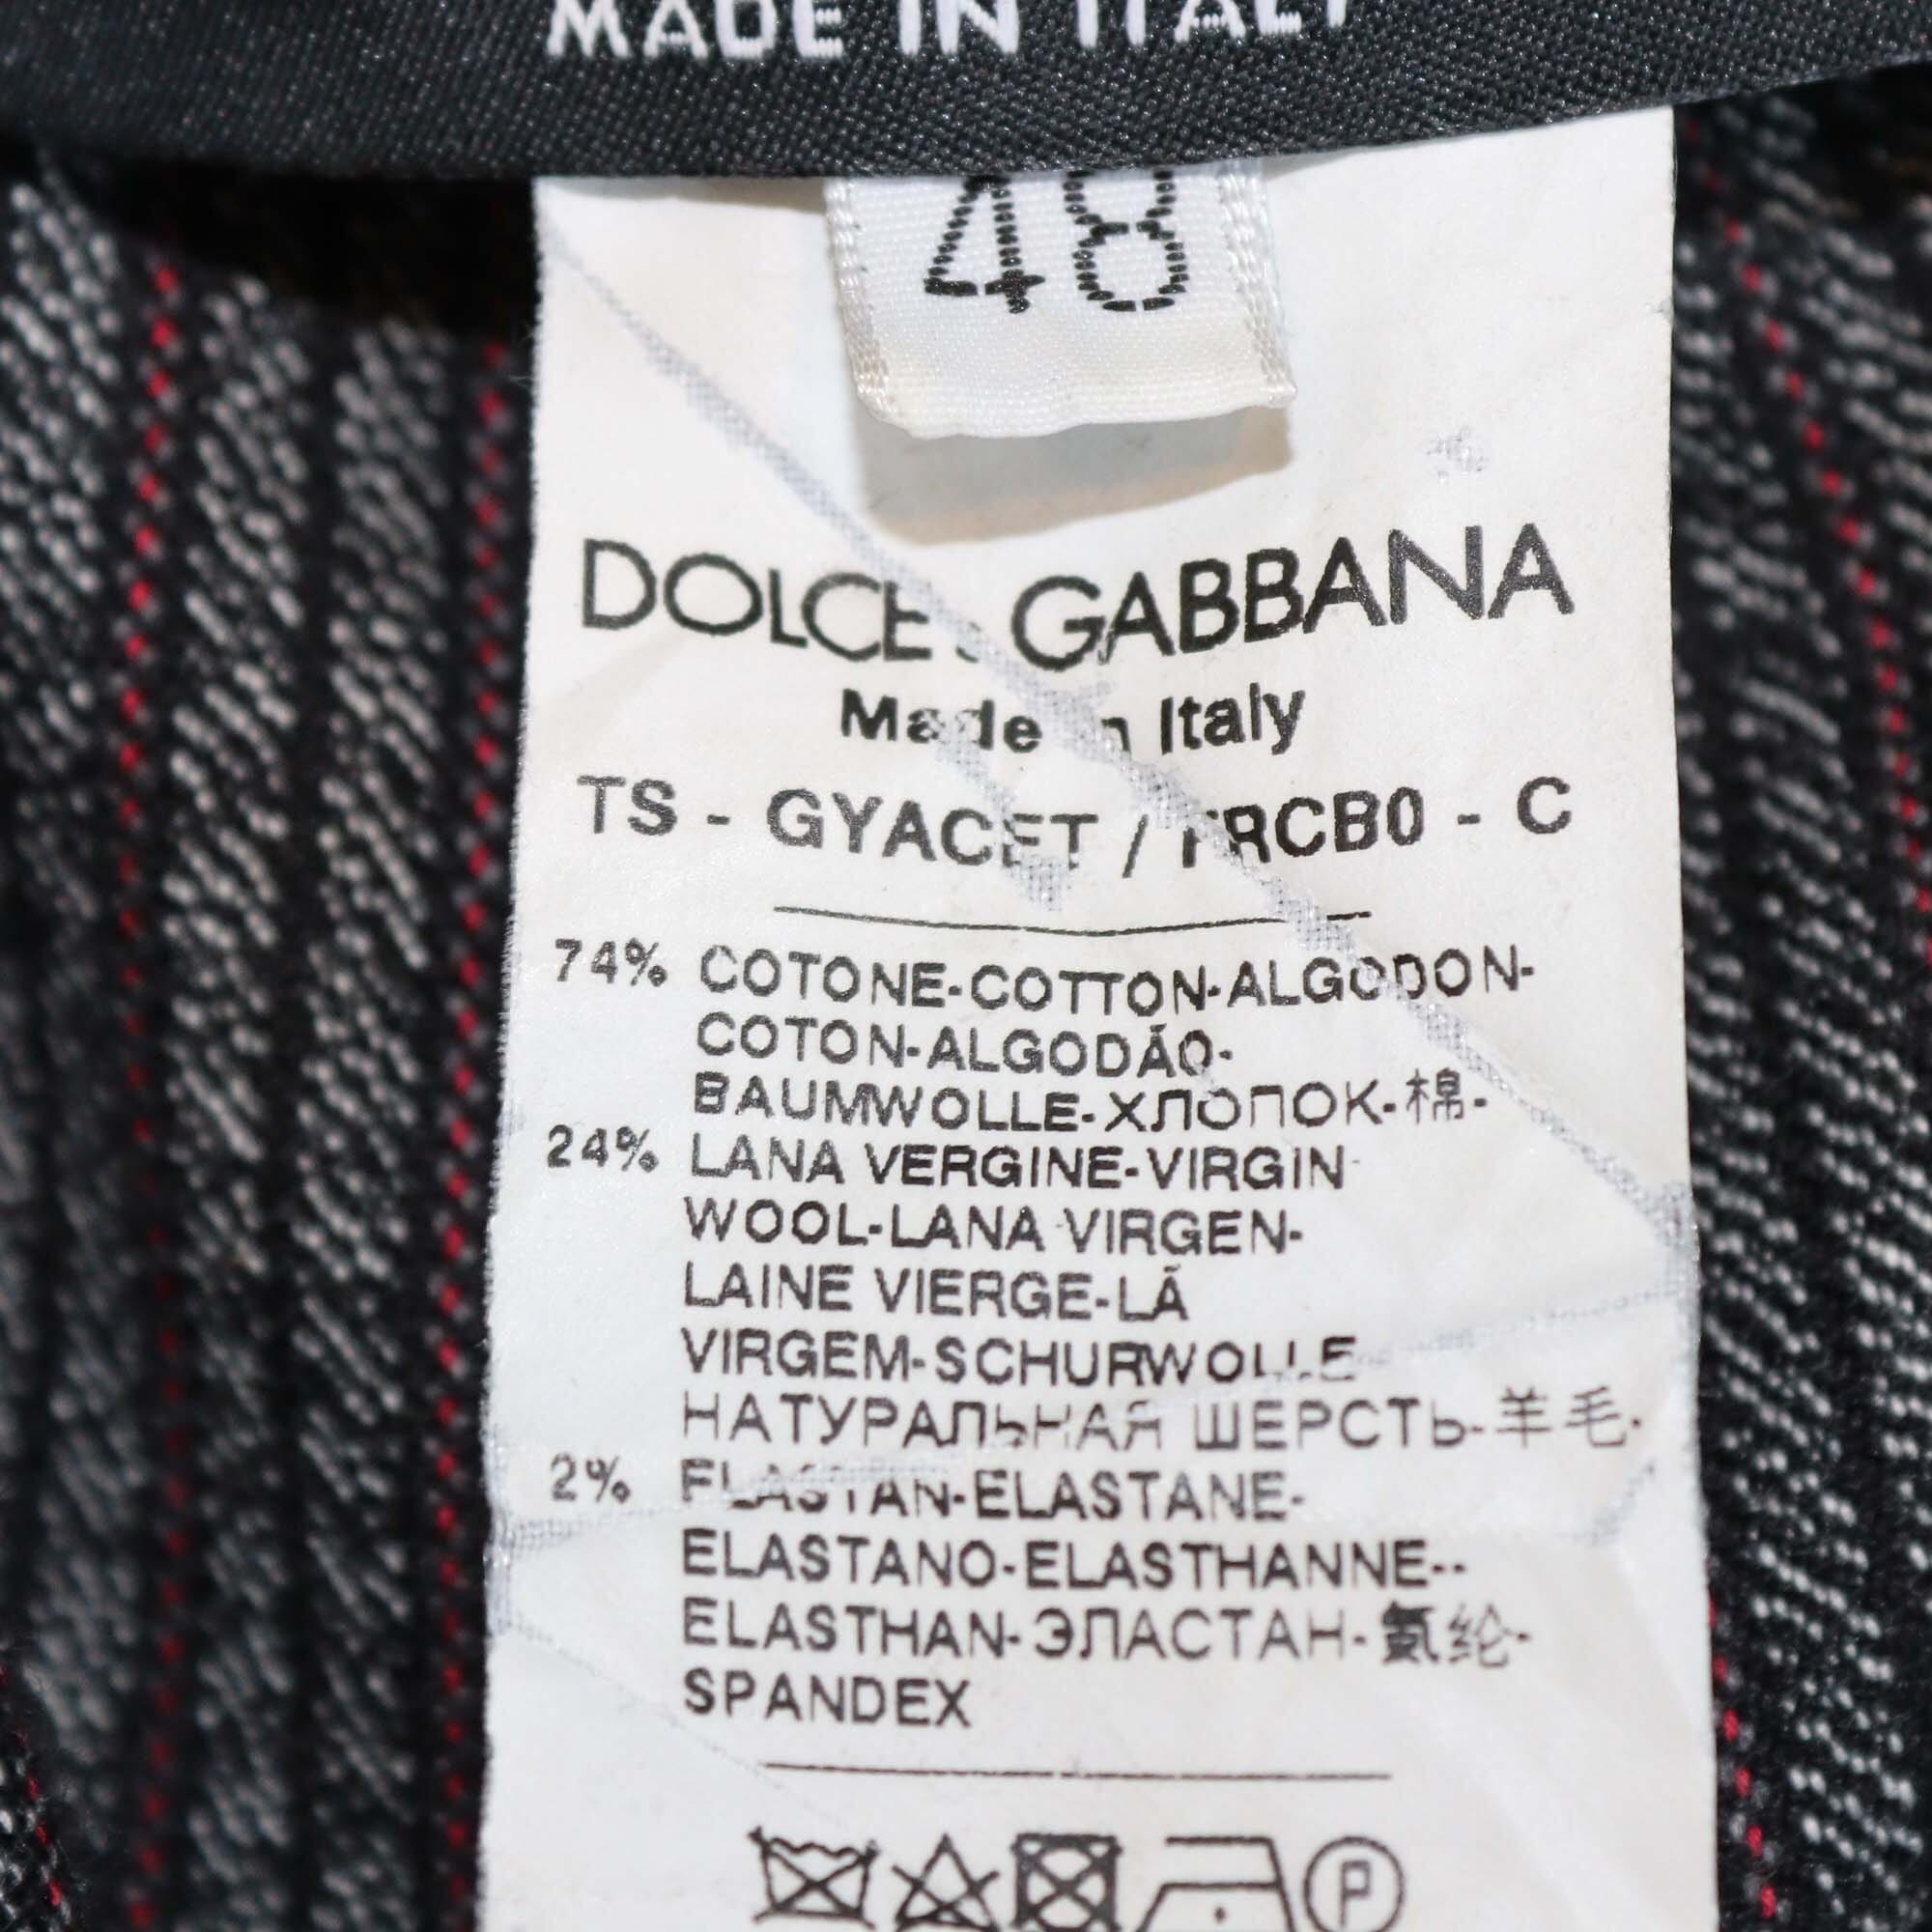 MADE IN ITALY
48
DOLCE & GABBANA
Made in Italy
TS - GYACET / FRCB0 - C
74% COTONE-COTTON-ALGODON-
COTON-ALGODÃO-
BAUMWOLLE-ХЛОПОК-棉-
24% LANA VERGINE-VIRGIN
WOOL-LANA VIRGEN-
LAINE VIERGE-LÃ
VIRGEM-SCHURWOLLE
НАТУРАЛЬНАЯ ШЕРСТЬ-羊毛-
2% ELASTAN-ELASTANE-
ELASTANO-ELASTHANNE--
ELASTHAN-ЭЛАСТАН-氨纶-
SPANDEX
P